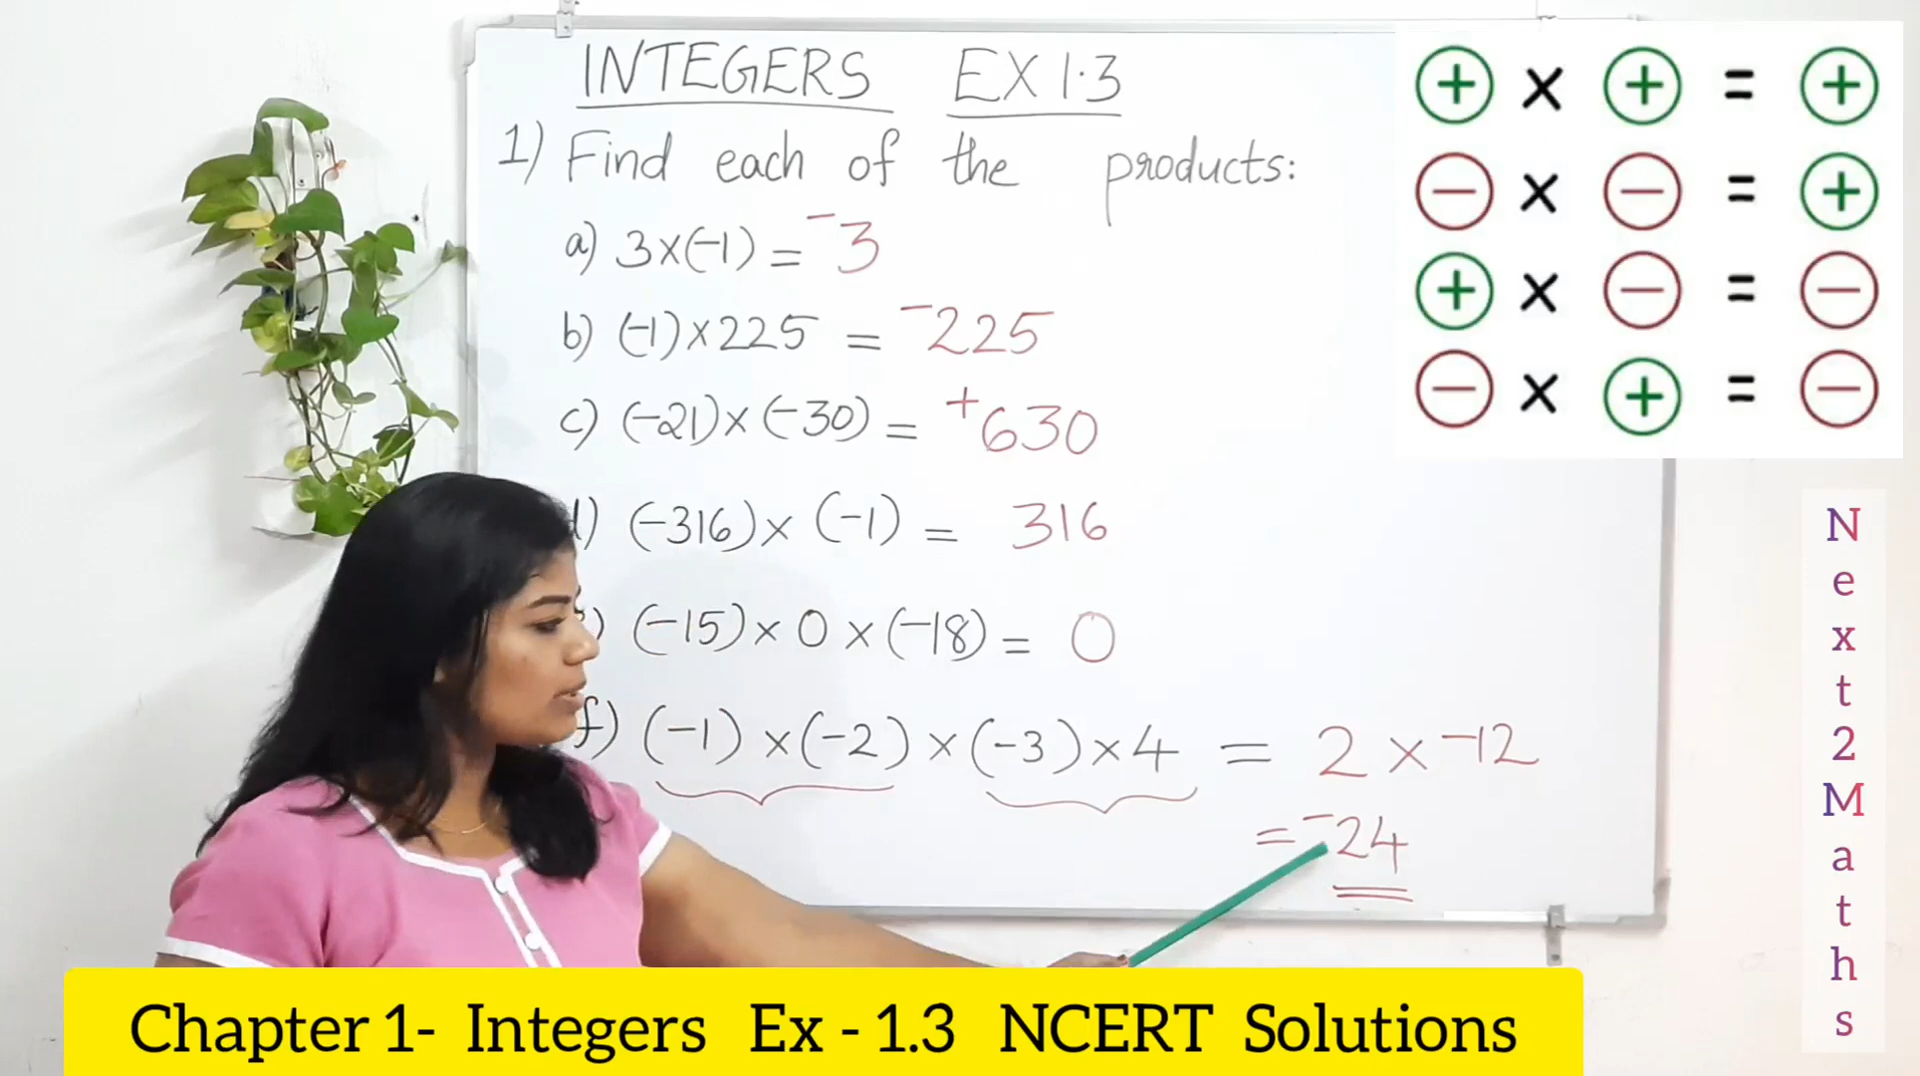 INTEGERS EX 1.3
1) Find each of the products:
a) 3×(-1) = -3
b) (-1)×225 = -225
c) (-21)×(-30) = +630
(-316)× (-1) = 316
(-15)× 0 ×(-18) = 0
f) (-1) ×(-2) ×(-3)×4 = 2 × -12
= -24
+ × + = +
- × - = +
+ × - = -
- × + = -
Next2Maths
Chapter 1- Integers Ex - 1.3 NCERT Solutions